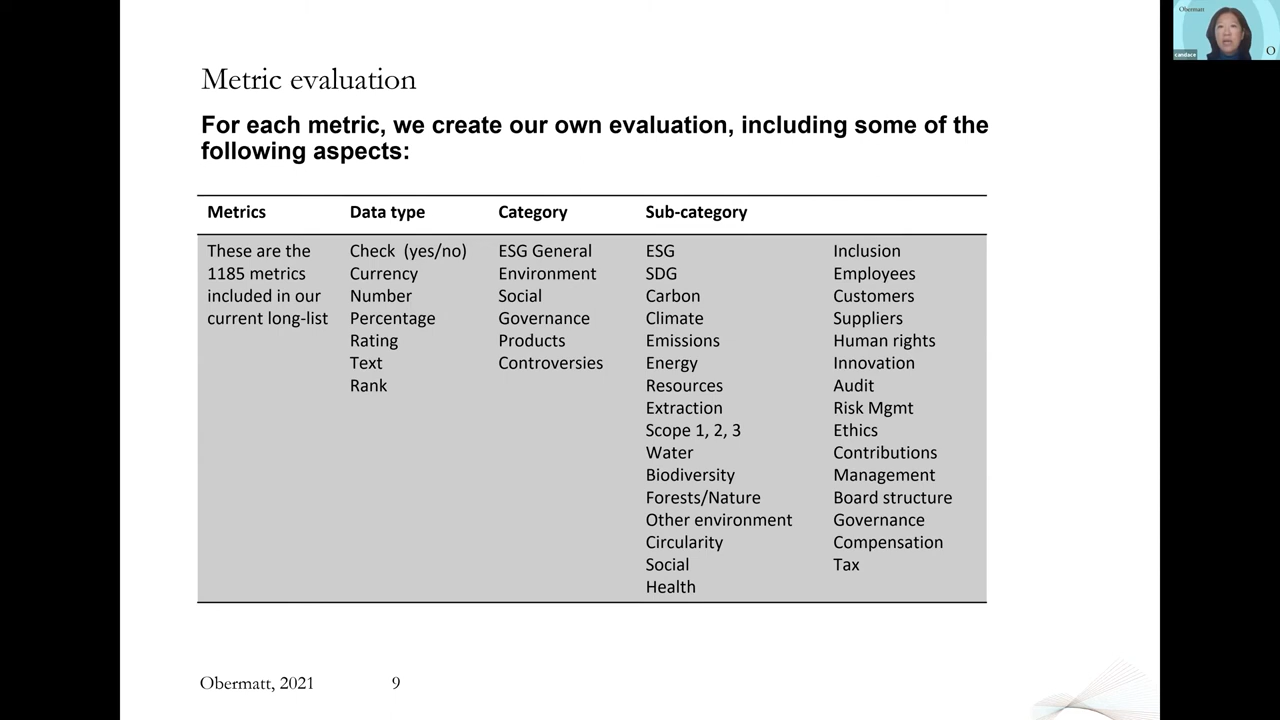 Metric evaluation
For each metric, we create our own evaluation, including some of the
following aspects:
Metrics
Data type
Category
Sub-category
These are the
1185 metrics
included in our
current long-list
Check (yes/no)
Currency
Number
Percentage
Rating
Text
Rank
ESG General
Environment
Social
Governance
Products
Controversies
ESG
SDG
Carbon
Climate
Emissions
Energy
Resources
Extraction
Scope 1, 2, 3
Water
Biodiversity
Forests/Nature
Other environment
Circularity
Social
Health
Inclusion
Employees
Customers
Suppliers
Human rights
Innovation
Audit
Risk Mgmt
Ethics
Contributions
Management
Board structure
Governance
Compensation
Tax
Obermatt, 2021
9
Obermatt
O
candace